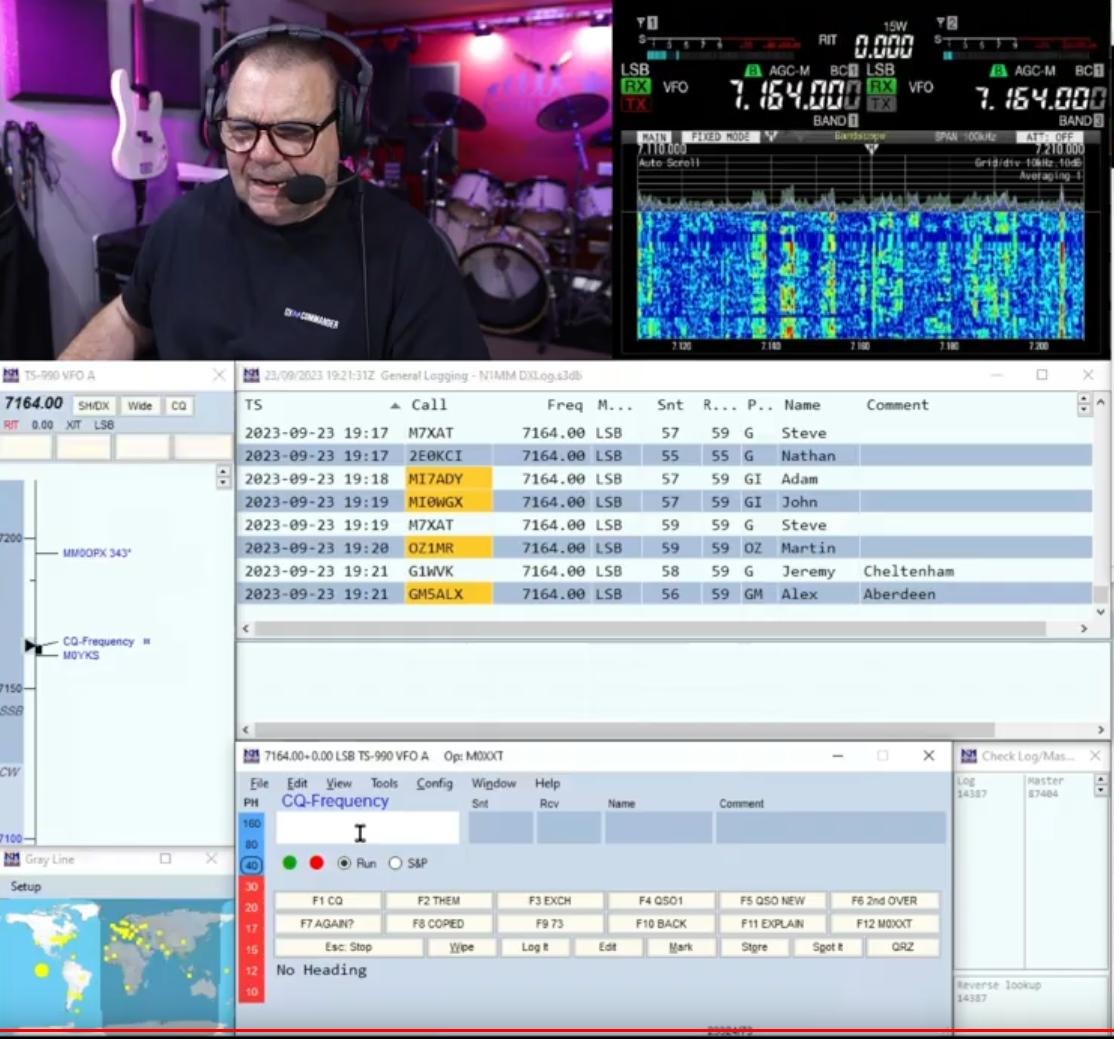 CQ COMMANDER
1
S 1 3 5 7 9
RIT
15W
0.000
2
S 1 3 5 7 9
LSB
RX
TX
VFO
B AGC-M BC1
7.164.000
BAND1
LSB
RX
TX
VFO
B AGC-M BC1
7.164.000
BAND3
MAIN FIXED MODE Bandscope SPAN 100kHz ATT: OFF
7.110.000 7.210.000
Auto Scroll Grid/div 10kHz,10dB
Averaging 1
7.120 7.140 7.160 7.180 7.200
TS-990 VFO A
7164.00 SH/DX Wide CQ
RIT 0.00 XIT LSB
7200
MM0OPX 343°
CQ-Frequency
M0YKS
7150
SSB
CW
7100
23/09/2023 19:21:31Z General Logging - N1MM DXLog.s3db
TS Call Freq M... Snt R... P.. Name Comment
2023-09-23 19:17 M7XAT 7164.00 LSB 57 59 G Steve
2023-09-23 19:17 2E0KCI 7164.00 LSB 55 55 G Nathan
2023-09-23 19:18 MI7ADY 7164.00 LSB 57 59 GI Adam
2023-09-23 19:19 MI0WGX 7164.00 LSB 57 59 GI John
2023-09-23 19:19 M7XAT 7164.00 LSB 59 59 G Steve
2023-09-23 19:20 OZ1MR 7164.00 LSB 59 59 OZ Martin
2023-09-23 19:21 G1WVK 7164.00 LSB 58 59 G Jeremy Cheltenham
2023-09-23 19:21 GM5ALX 7164.00 LSB 56 59 GM Alex Aberdeen
7164.00+0.00 LSB TS-990 VFO A Op: M0XXT
File Edit View Tools Config Window Help
PH CQ-Frequency Snt Rcv Name Comment
160
80
40
30
20
17
15
12
10
Run S&P
F1 CQ F2 THEM F3 EXCH F4 QSO1 F5 QSO NEW F6 2nd OVER
F7 AGAIN? F8 COPIED F9 73 F10 BACK F11 EXPLAIN F12 M0XXT
Esc: Stop Wipe Log It Edit Mark Store Spot It QRZ
No Heading
Check Log/Mas...
Log Master
14387 87404
Reverse lookup
14387
Gray Line
Setup